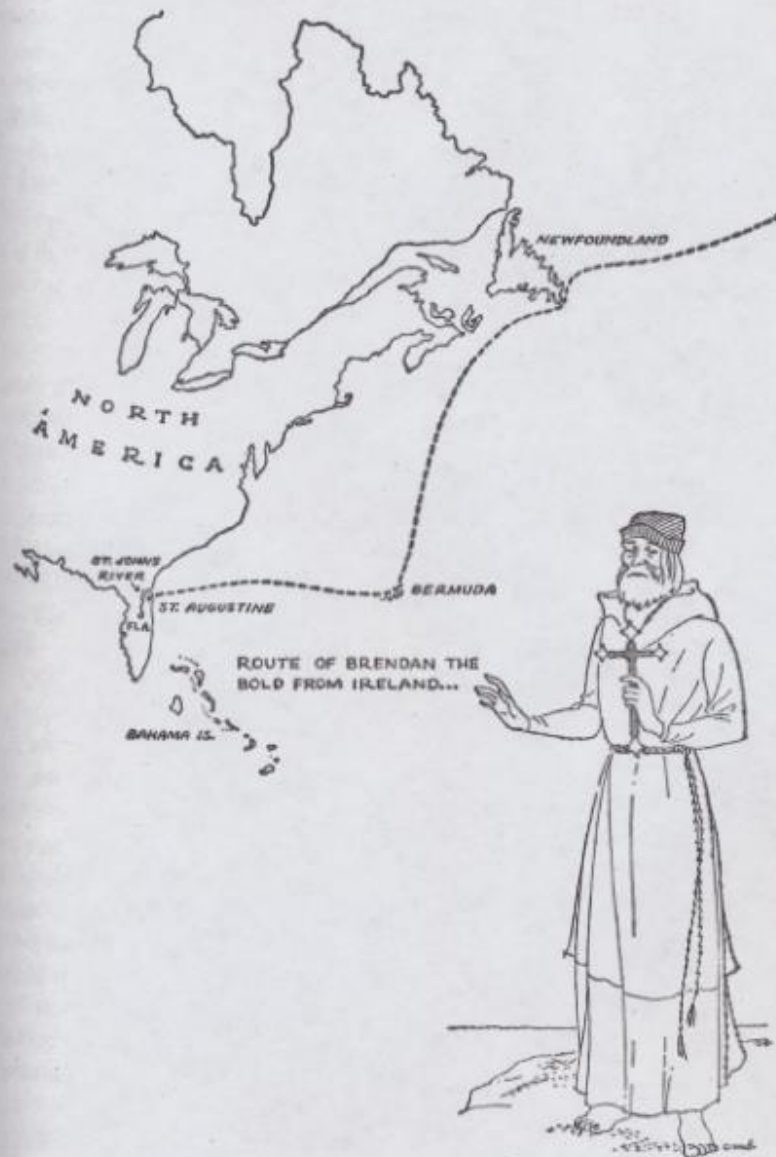 NEWFOUNDLAND
NORTH
AMERICA
ST. JOHNS
RIVER
ST. AUGUSTINE
FLA.
BERMUDA
ROUTE OF BRENDAN THE
BOLD FROM IRELAND...
BAHAMA IS.